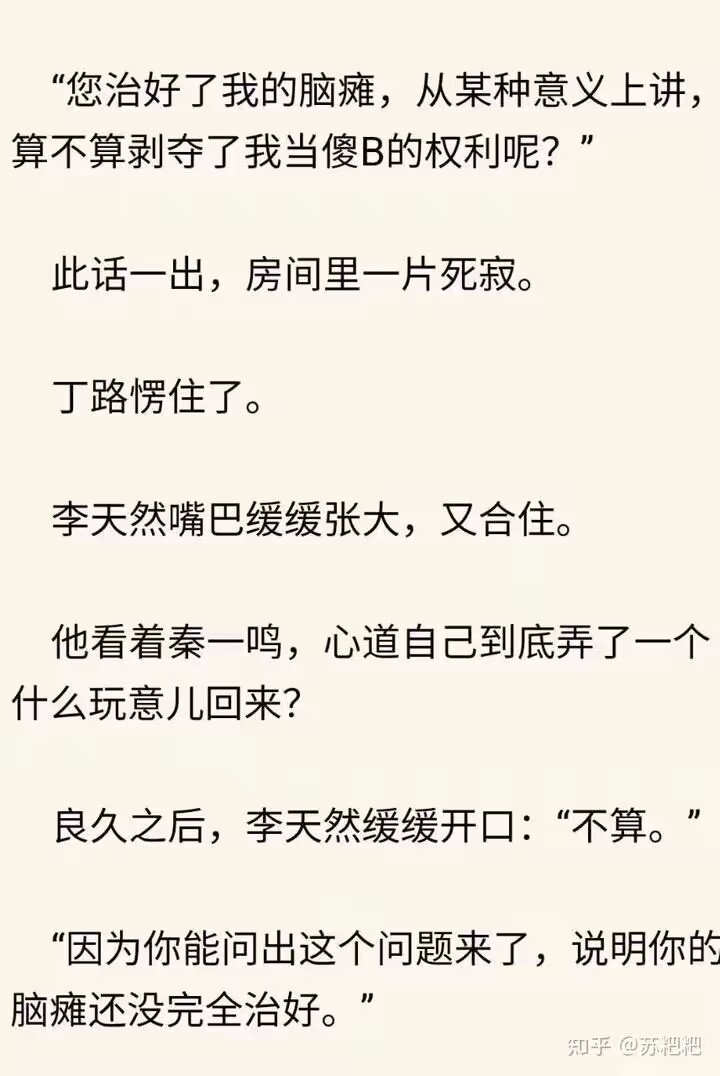 “您治好了我的脑瘫，从某种意义上讲，
算不算剥夺了我当傻B的权利呢？”
此话一出，房间里一片死寂。
丁路愣住了。
李天然嘴巴缓缓张大，又合住。
他看着秦一鸣，心道自己到底弄了一个
什么玩意儿回来？
良久之后，李天然缓缓开口：“不算。”
“因为你能问出这个问题来了，说明你的
脑瘫还没完全治好。”
知乎 @苏粑粑